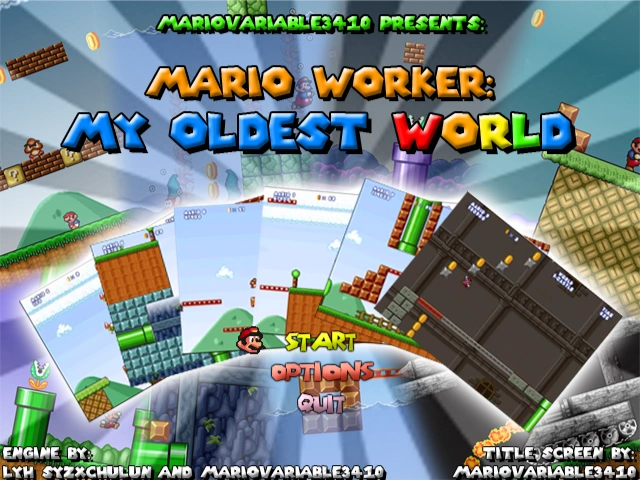 MARIOVARIABLE3410 PRESENTS:
MARIO WORKER:
MY OLDEST WORLD
START
OPTIONS
QUIT
ENGINE BY:
LYH SYZXCHULUN AND MARIOVARIABLE3410
TITLE SCREEN BY:
MARIOVARIABLE3410